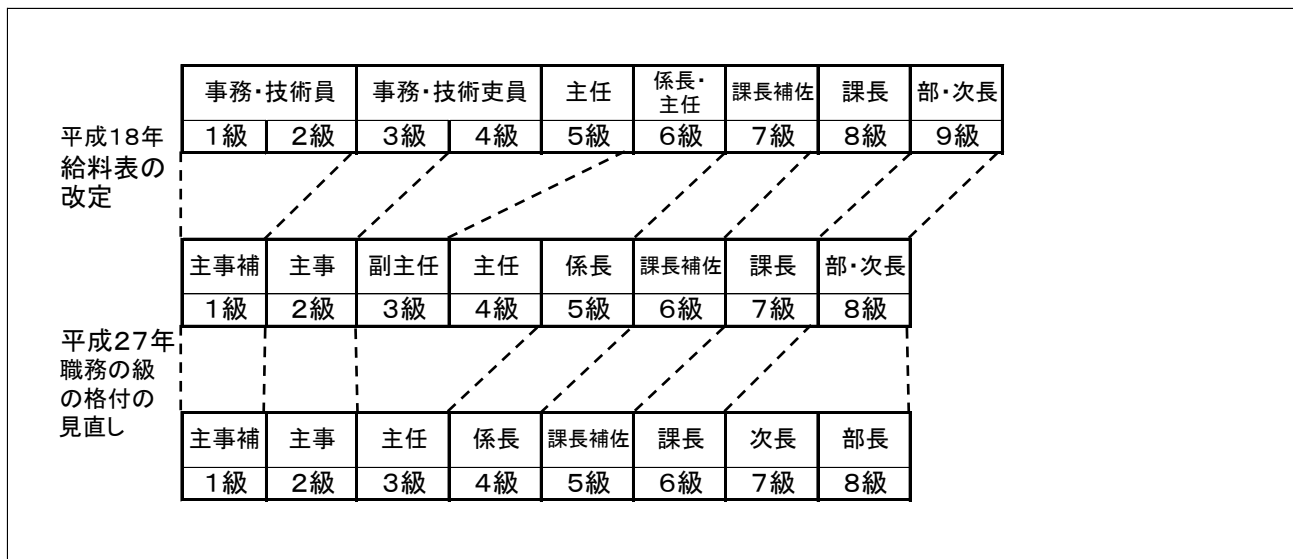 事務・技術員 事務・技術吏員 主任 係長・主任 課長補佐 課長 部・次長
1級 2級 3級 4級 5級 6級 7級 8級 9級
平成18年
給料表の
改定
主事補 主事 副主任 主任 係長 課長補佐 課長 部・次長
1級 2級 3級 4級 5級 6級 7級 8級
平成27年
職務の級
の格付の
見直し
主事補 主事 主任 係長 課長補佐 課長 次長 部長
1級 2級 3級 4級 5級 6級 7級 8級